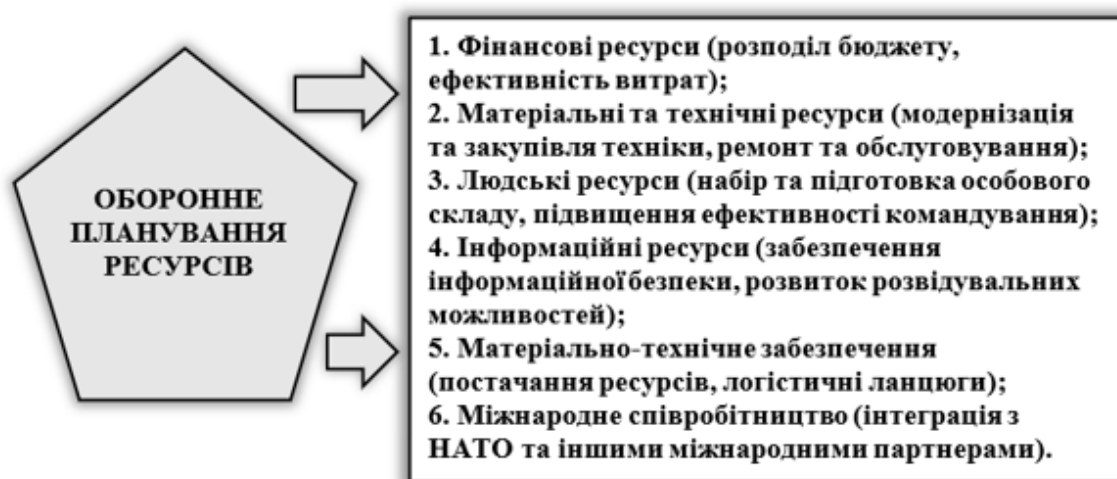 ОБОРОННЕ
ПЛАНУВАННЯ
РЕСУРСІВ
1. Фінансові ресурси (розподіл бюджету,
ефективність витрат);
2. Матеріальні та технічні ресурси (модернізація
та закупівля техніки, ремонт та обслуговування);
3. Людські ресурси (набір та підготовка особового
складу, підвищення ефективності командування);
4. Інформаційні ресурси (забезпечення
інформаційної безпеки, розвиток розвідувальних
можливостей);
5. Матеріально-технічне забезпечення
(постачання ресурсів, логістичні ланцюги);
6. Міжнародне співробітництво (інтеграція з
НАТО та іншими міжнародними партнерами).